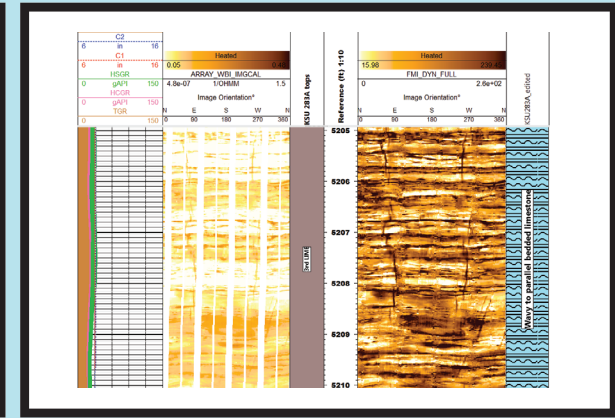 C2
6 in 16
C1
6 in 16
HSGR
0 gAPI 150
HCGR
0 gAPI 150
TGR
0 150
Heated
0.05
ARRAY_WBI_IMGCAL
4.8e-07 1/OHMM 1.5
Image Orientation°
N E S W N
0 90 180 270 360
KSU 283A tops
Reference (ft) 1:10
Heated
15.98
FMI_DYN_FULL
0 2.6e+02
Image Orientation°
N E S W N
0 90 180 270 360
KSU283A_edited
5205
5206
5207
5208
5209
5210
3rd LIME
Wavy to parallel bedded limestone